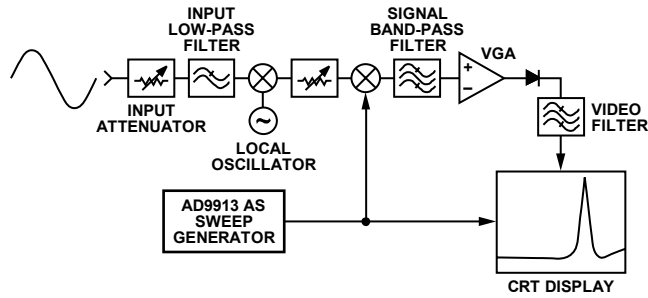 INPUT
LOW-PASS
FILTER
SIGNAL
BAND-PASS
FILTER
VGA
+
–
INPUT
ATTENUATOR
~
LOCAL
OSCILLATOR
VIDEO
FILTER
AD9913 AS
SWEEP
GENERATOR
CRT DISPLAY